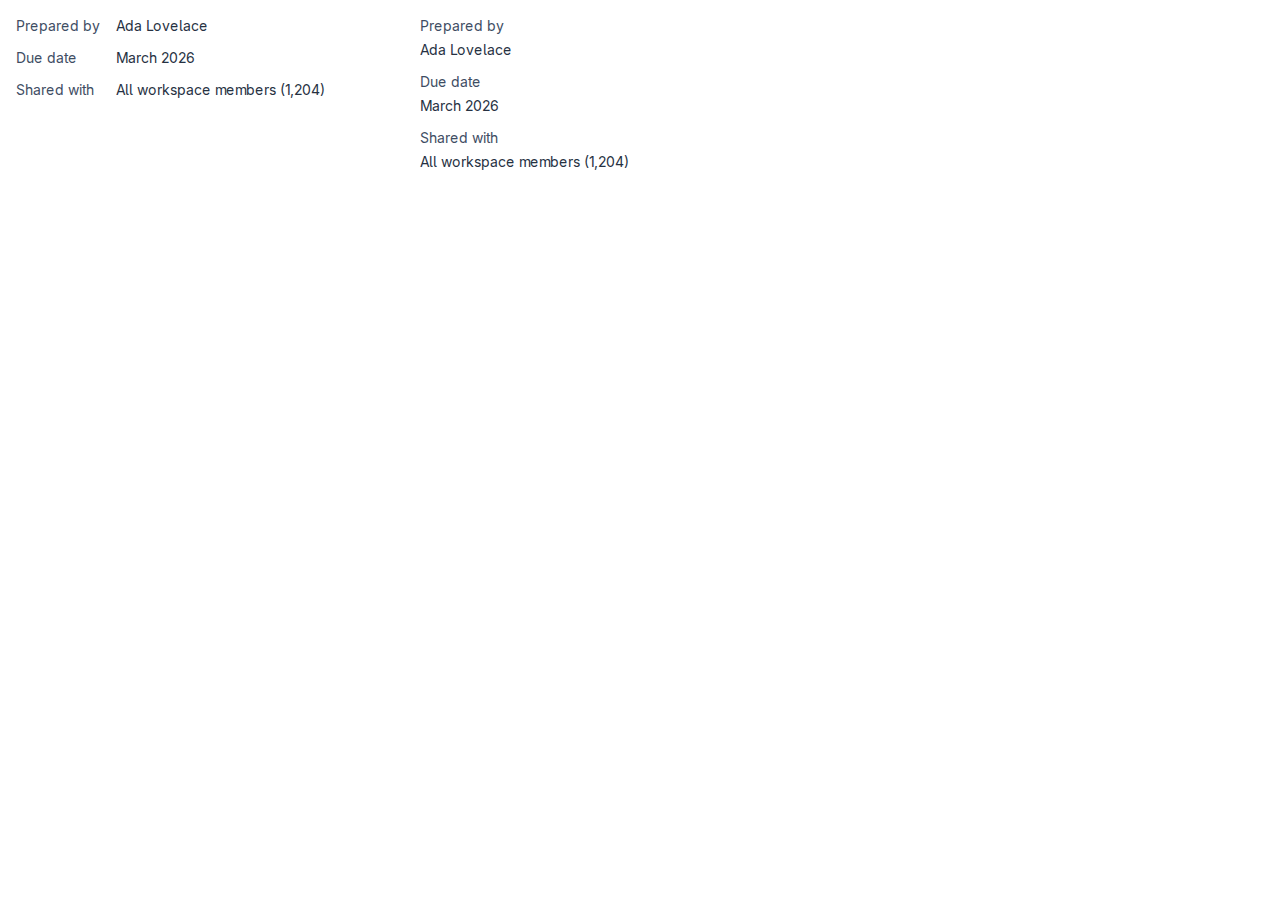 Prepared by Ada Lovelace
Due date March 2026
Shared with All workspace members (1,204)
Prepared by
Ada Lovelace
Due date
March 2026
Shared with
All workspace members (1,204)